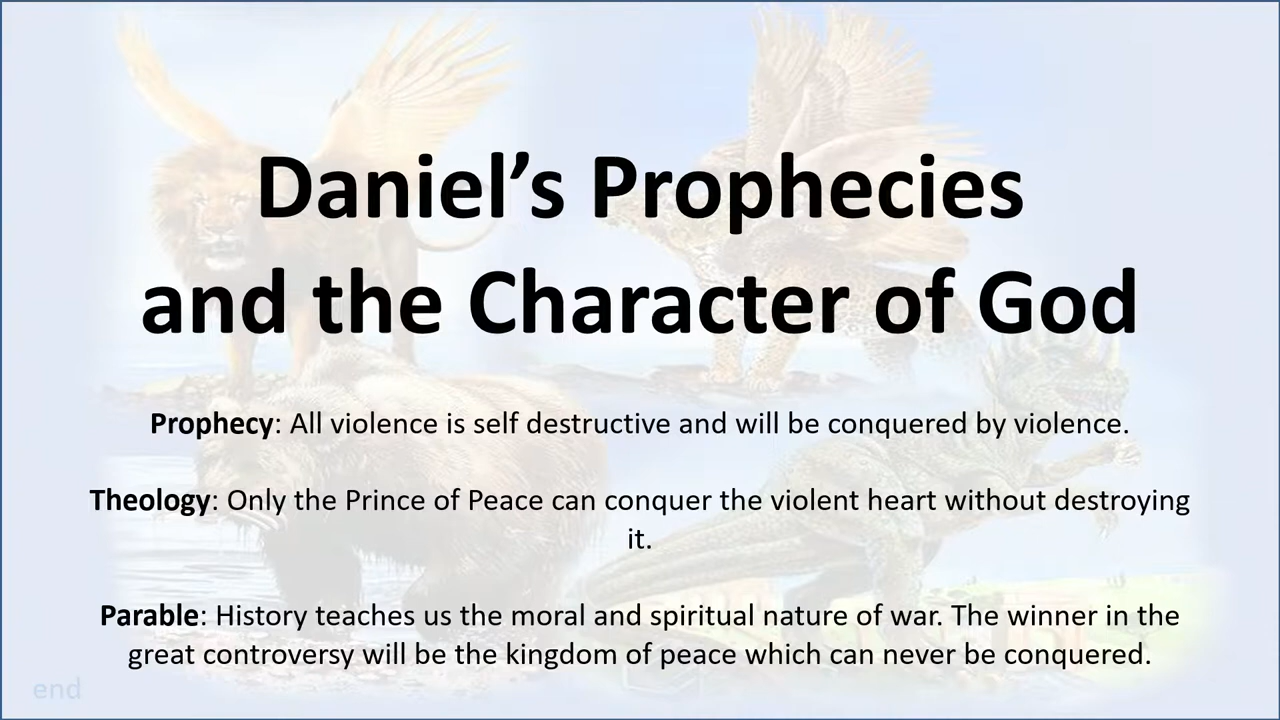 Daniel’s Prophecies
and the Character of God
Prophecy: All violence is self destructive and will be conquered by violence.
Theology: Only the Prince of Peace can conquer the violent heart without destroying
it.
Parable: History teaches us the moral and spiritual nature of war. The winner in the
great controversy will be the kingdom of peace which can never be conquered.
end